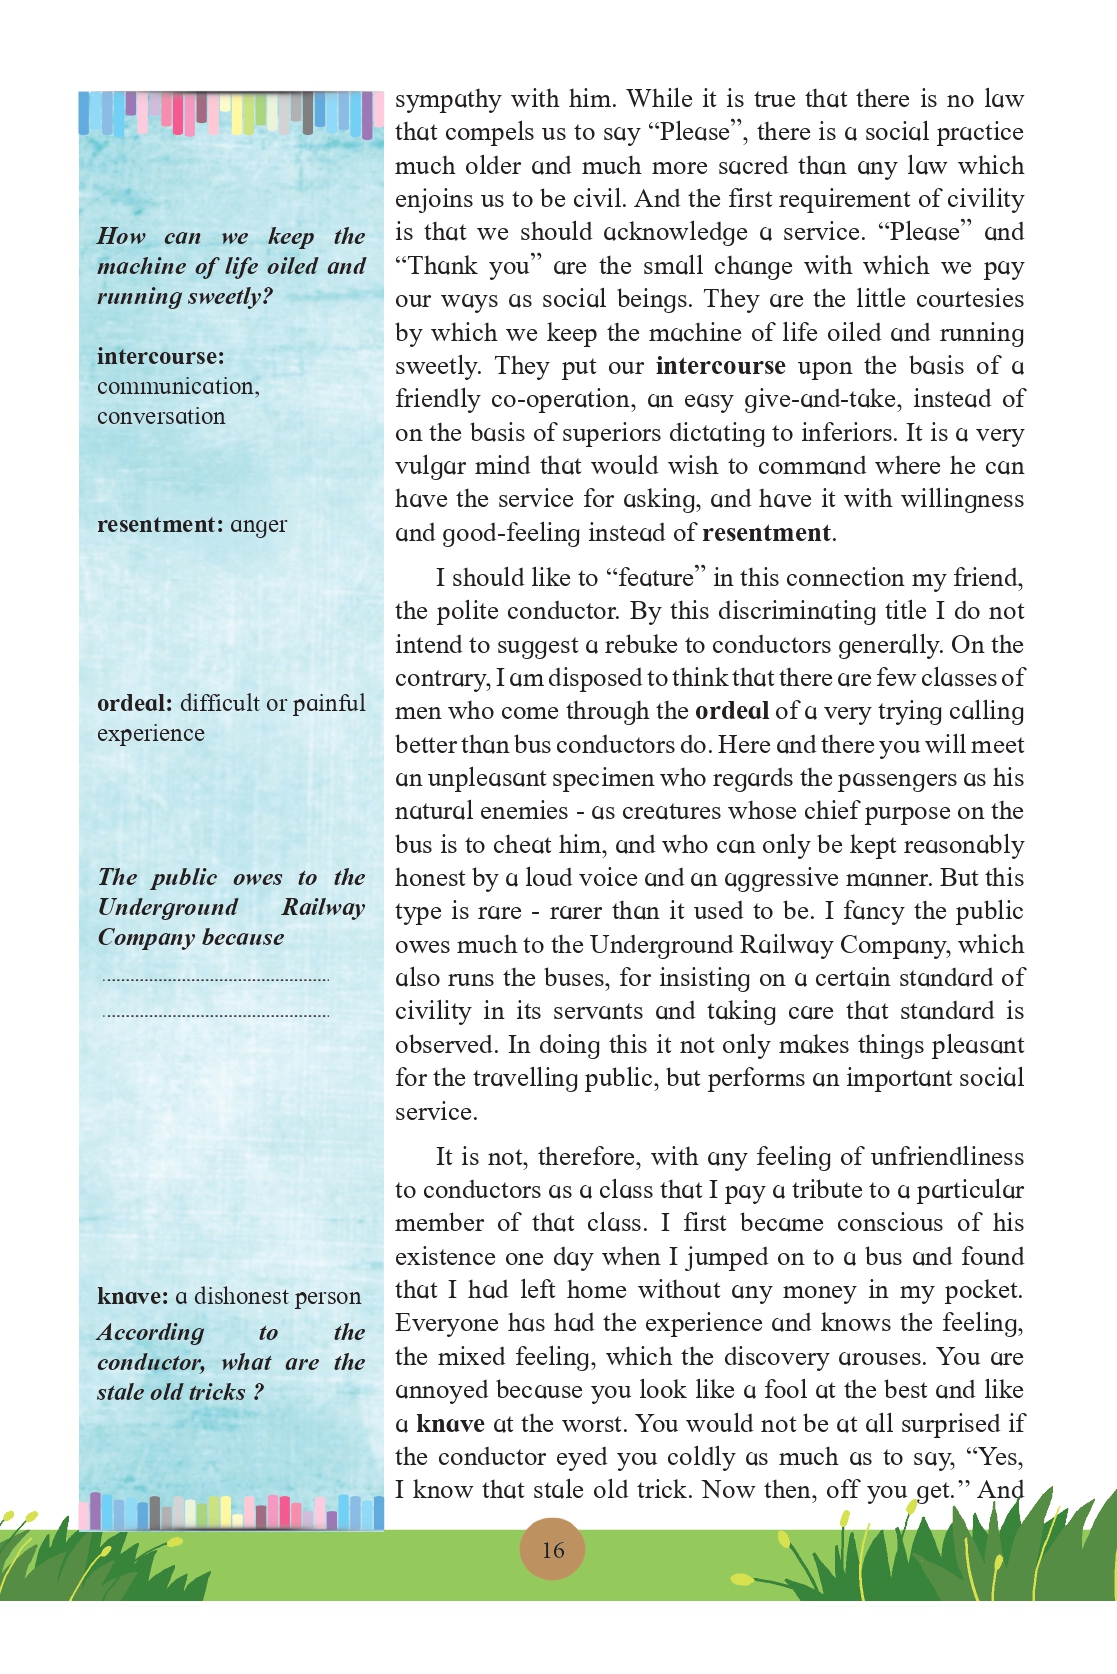 How can we keep the
machine of life oiled and
running sweetly?
intercourse:
communication,
conversation
resentment: anger
ordeal: difficult or painful
experience
The public owes to the
Underground Railway
Company because
knave: a dishonest person
According to the
conductor, what are the
stale old tricks ?
sympathy with him. While it is true that there is no law
that compels us to say “Please”, there is a social practice
much older and much more sacred than any law which
enjoins us to be civil. And the first requirement of civility
is that we should acknowledge a service. “Please” and
“Thank you” are the small change with which we pay
our ways as social beings. They are the little courtesies
by which we keep the machine of life oiled and running
sweetly. They put our intercourse upon the basis of a
friendly co-operation, an easy give-and-take, instead of
on the basis of superiors dictating to inferiors. It is a very
vulgar mind that would wish to command where he can
have the service for asking, and have it with willingness
and good-feeling instead of resentment.
I should like to “feature” in this connection my friend,
the polite conductor. By this discriminating title I do not
intend to suggest a rebuke to conductors generally. On the
contrary, I am disposed to think that there are few classes of
men who come through the ordeal of a very trying calling
better than bus conductors do. Here and there you will meet
an unpleasant specimen who regards the passengers as his
natural enemies - as creatures whose chief purpose on the
bus is to cheat him, and who can only be kept reasonably
honest by a loud voice and an aggressive manner. But this
type is rare - rarer than it used to be. I fancy the public
owes much to the Underground Railway Company, which
also runs the buses, for insisting on a certain standard of
civility in its servants and taking care that standard is
observed. In doing this it not only makes things pleasant
for the travelling public, but performs an important social
service.
It is not, therefore, with any feeling of unfriendliness
to conductors as a class that I pay a tribute to a particular
member of that class. I first became conscious of his
existence one day when I jumped on to a bus and found
that I had left home without any money in my pocket.
Everyone has had the experience and knows the feeling,
the mixed feeling, which the discovery arouses. You are
annoyed because you look like a fool at the best and like
a knave at the worst. You would not be at all surprised if
the conductor eyed you coldly as much as to say, “Yes,
I know that stale old trick. Now then, off you get.” And
16